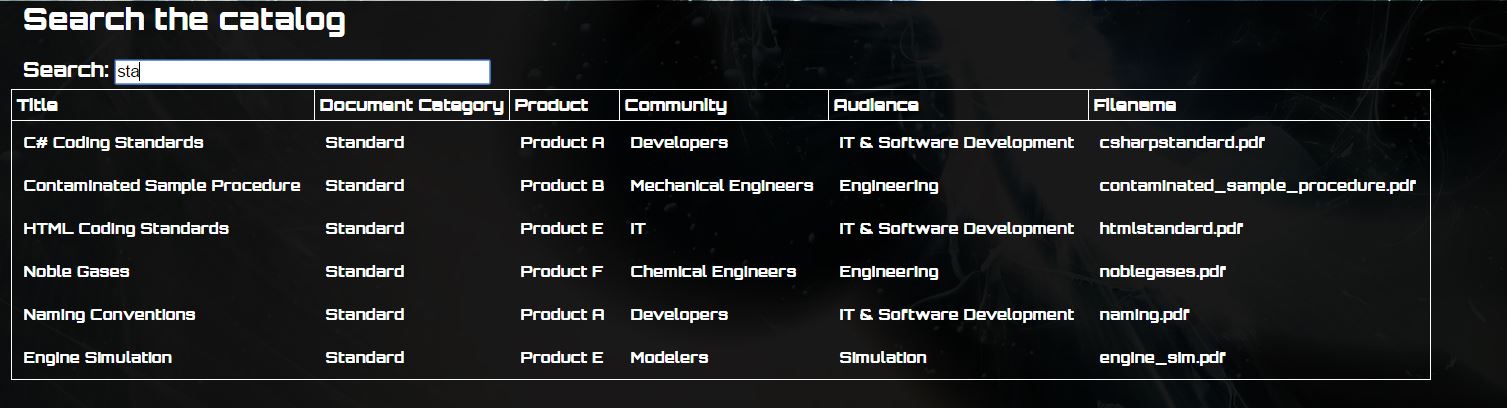 Search the catalog
Search: sta
Title Document Category Product Community Audience Filename
C# Coding Standards Standard Product A Developers IT & Software Development csharpstandard.pdf
Contaminated Sample Procedure Standard Product B Mechanical Engineers Engineering contaminated_sample_procedure.pdf
HTML Coding Standards Standard Product E IT IT & Software Development htmlstandard.pdf
Noble Gases Standard Product F Chemical Engineers Engineering noblegases.pdf
Naming Conventions Standard Product A Developers IT & Software Development naming.pdf
Engine Simulation Standard Product E Modelers Simulation engine_sim.pdf